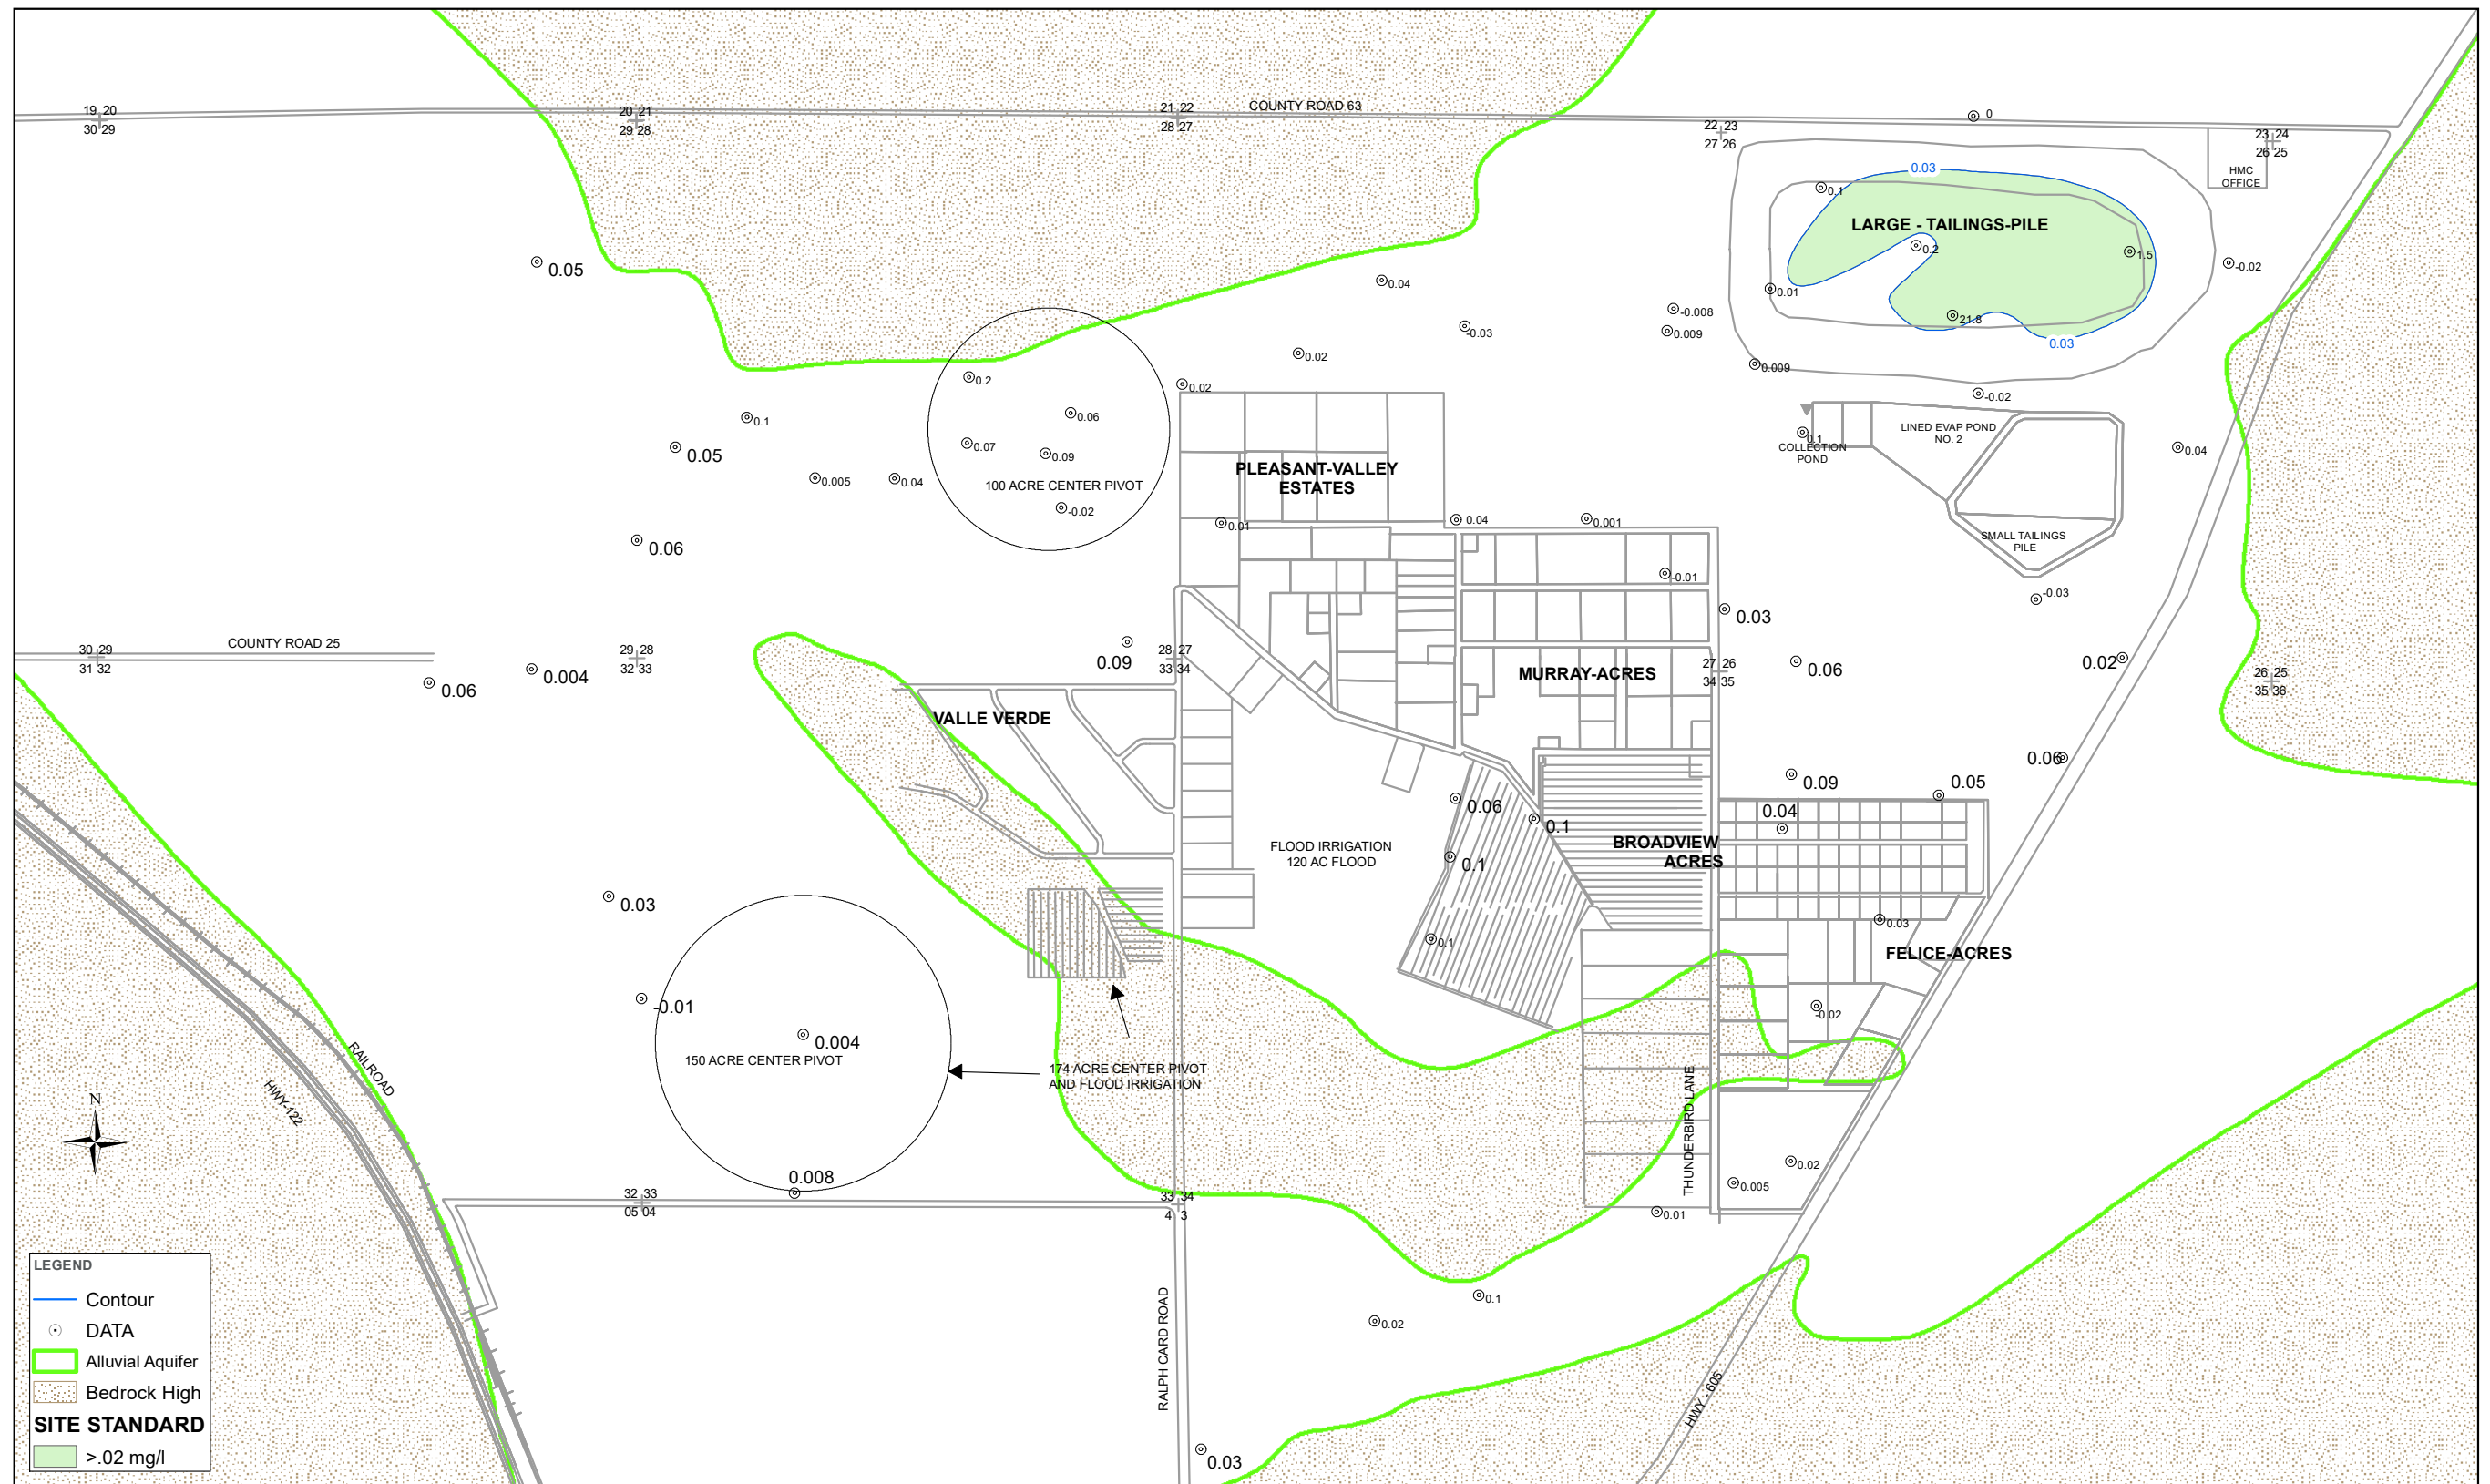 COUNTY ROAD 63
19 20
30 29
20 21
29 28
21 22
28 27
22 23
27 26
23 24
26 25
0
HMC
OFFICE
0.03
0.1
LARGE - TAILINGS-PILE
0.2
1.5
-0.02
0.05
0.04
0.01
-0.008
21.8
-0.03
0.009
0.03
0.02
0.009
0.2
0.02
-0.02
0.06
0.1
LINED EVAP POND
NO. 2
0.1
COLLECTION
POND
0.07
0.05
0.09
0.04
PLEASANT-VALLEY
ESTATES
0.005
0.04
100 ACRE CENTER PIVOT
-0.02
0.01
0.04
0.001
SMALL TAILINGS
PILE
0.06
-0.01
-0.03
0.03
COUNTY ROAD 25
30 29
31 32
29 28
32 33
0.09
28 27
33 34
0.004
0.06
MURRAY-ACRES
27 26
34 35
0.06
0.02
26 25
35 36
VALLE VERDE
0.06
0.09
0.05
0.06
0.04
0.1
FLOOD IRRIGATION
120 AC FLOOD
BROADVIEW
ACRES
0.1
0.03
0.03
0.1
FELICE-ACRES
-0.01
-0.02
0.004
150 ACRE CENTER PIVOT
174 ACRE CENTER PIVOT
AND FLOOD IRRIGATION
RAILROAD
HWY-122
N
THUNDERBIRD LANE
0.02
0.008
0.005
32 33
05 04
33 34
4 3
0.01
0.1
0.02
RALPH CARD ROAD
HWY - 605
0.03
LEGEND
Contour
DATA
Alluvial Aquifer
Bedrock High
SITE STANDARD
>.02 mg/l